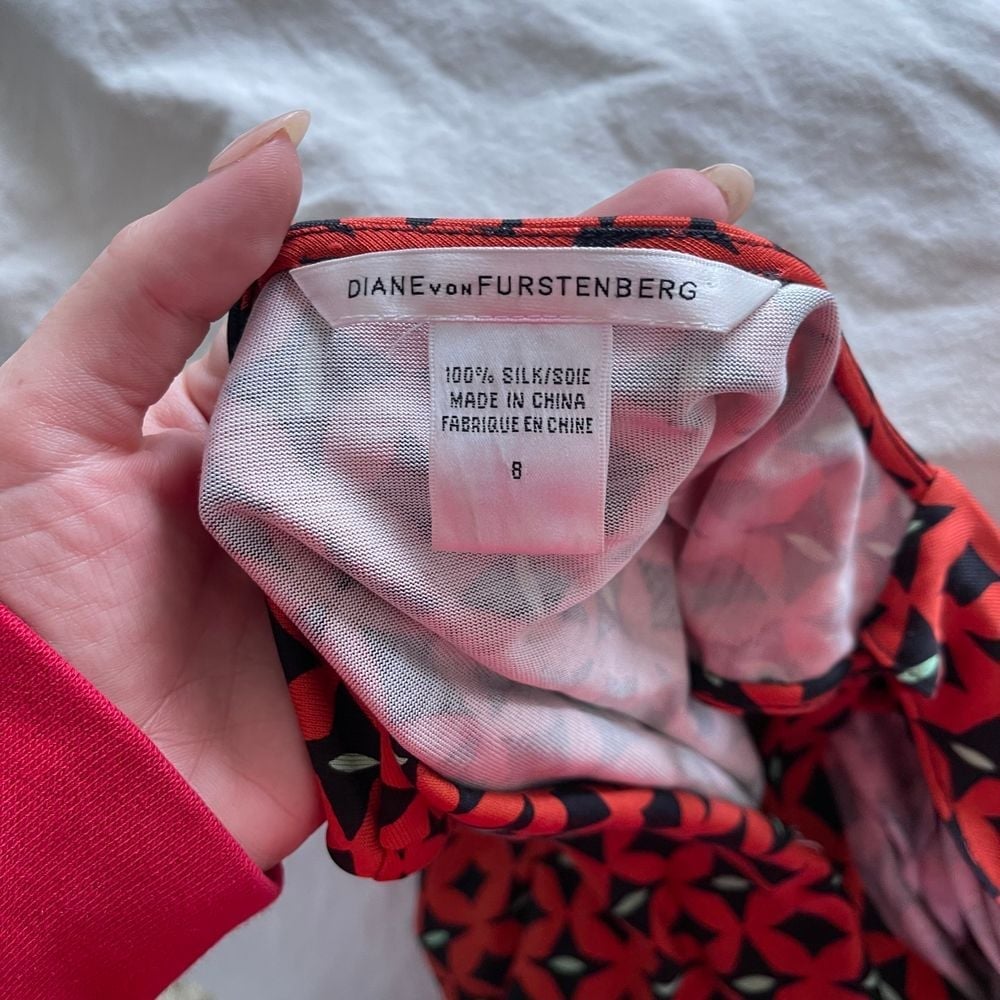 DIANE VON FURSTENBERG
100% SILK/SOIE
MADE IN CHINA
FABRIQUE EN CHINE
8